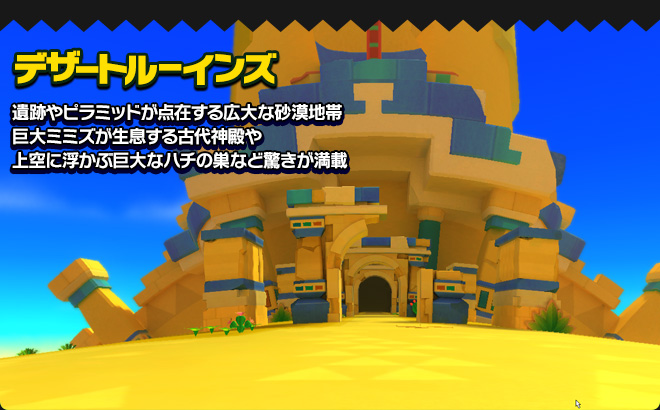 デザートルーインズ
遺跡やピラミッドが点在する広大な砂漠地帯
巨大ミミズが生息する古代神殿や
上空に浮かぶ巨大なハチの巣など驚きが満載